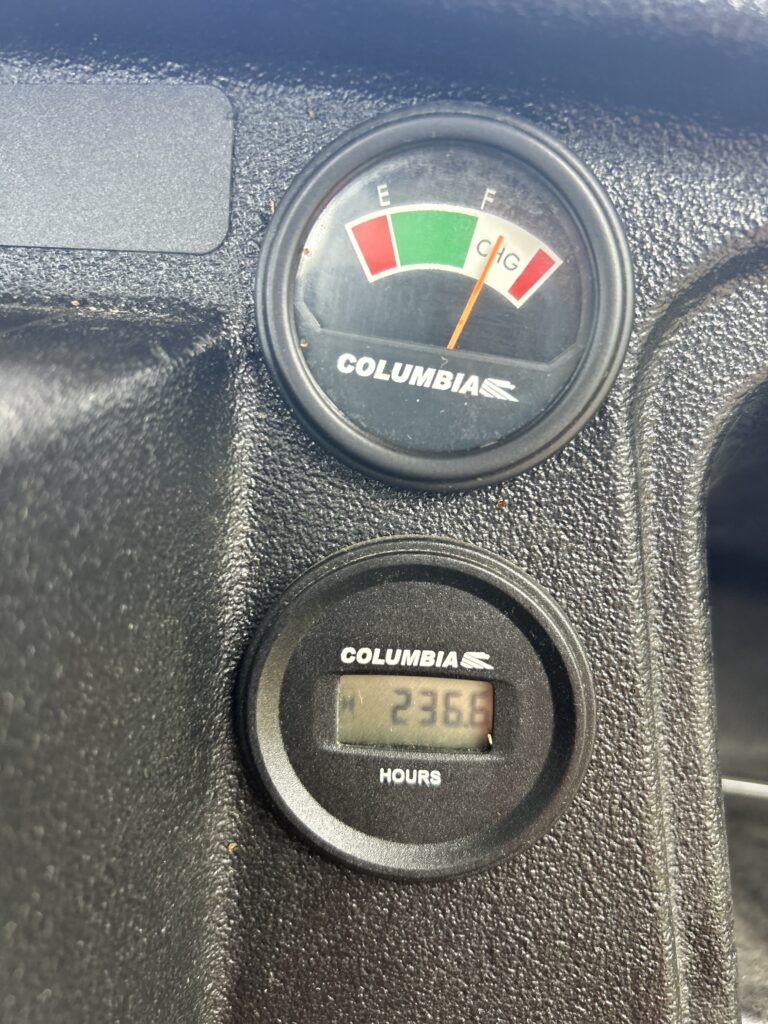 E F
CHG
COLUMBIA
COLUMBIA
H 236.6
HOURS